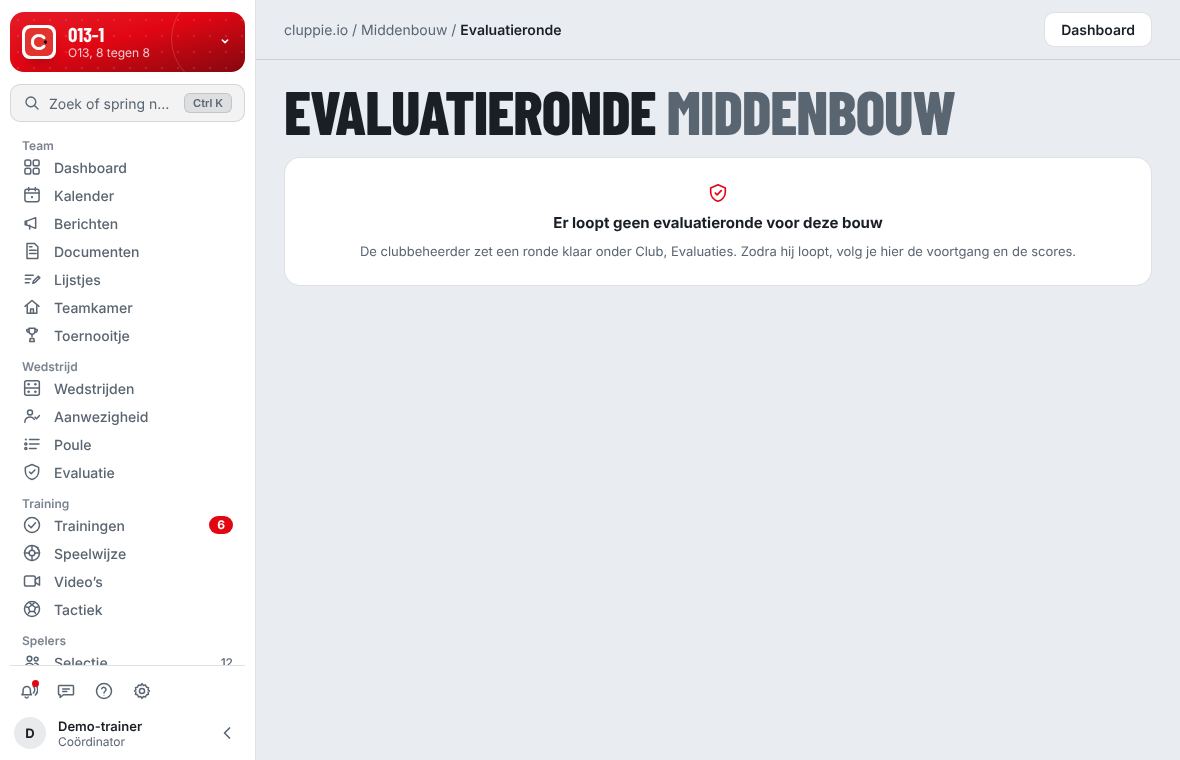 O13-1
O13, 8 tegen 8
Zoek of spring n...
Ctrl K
Team
Dashboard
Kalender
Berichten
Documenten
Lijstjes
Teamkamer
Toernooitje
Wedstrijd
Wedstrijden
Aanwezigheid
Poule
Evaluatie
Training
Trainingen 6
Speelwijze
Video's
Tactiek
Spelers
Selectie 12
D
Demo-trainer
Coördinator
cluppie.io / Middenbouw / Evaluatieronde
Dashboard
EVALUATIERONDE MIDDENBOUW
Er loopt geen evaluatieronde voor deze bouw
De clubbeheerder zet een ronde klaar onder Club, Evaluaties. Zodra hij loopt, volg je hier de voortgang en de scores.